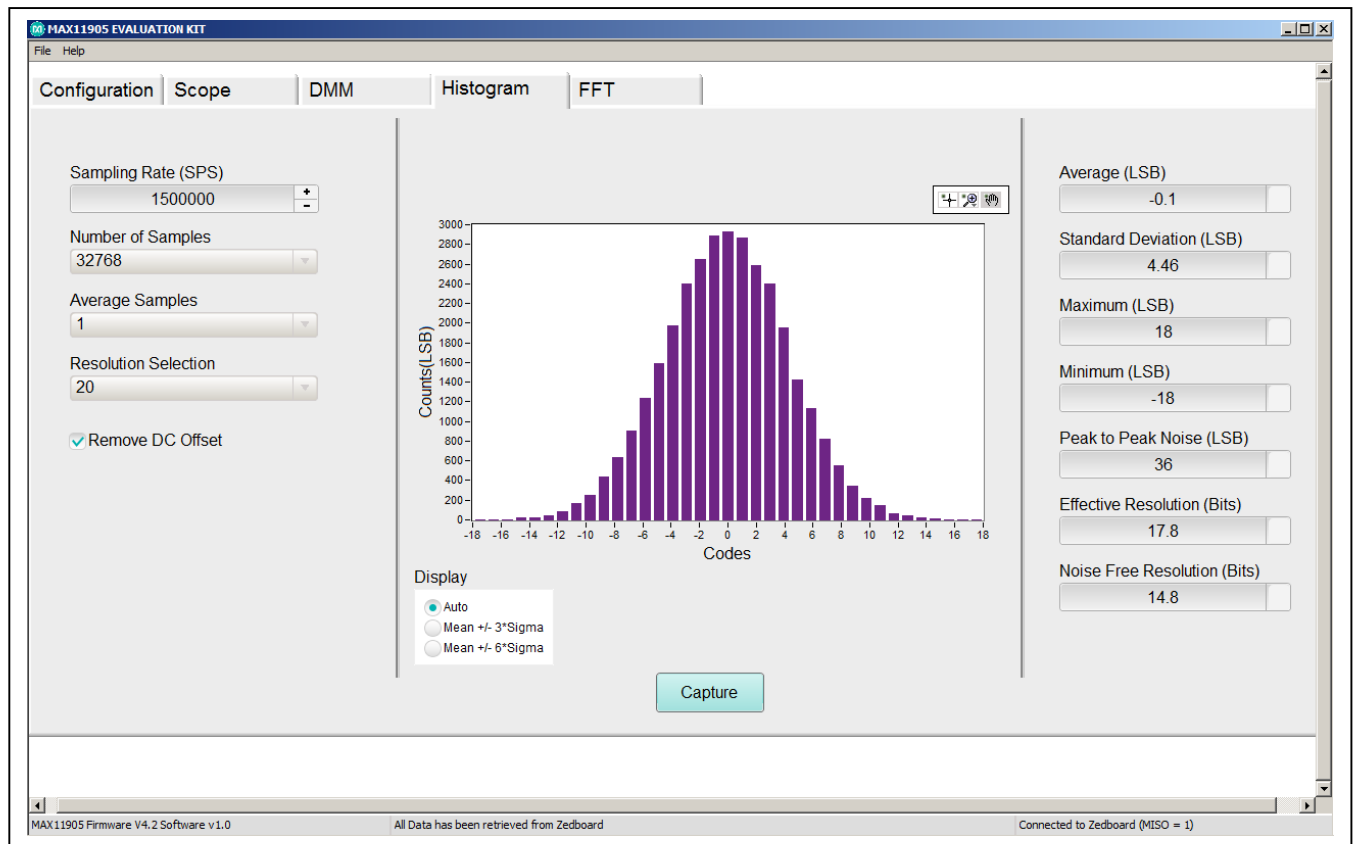 MAX11905 EVALUATION KIT
File Help
Configuration Scope DMM Histogram FFT
Sampling Rate (SPS)
1500000
+
-
Number of Samples
32768
Average Samples
1
Resolution Selection
20
Remove DC Offset
3000
2800
2600
2400
2200
2000
1800
1600
1400
1200
1000
800
600
400
200
0
Counts(LSB)
-18 -16 -14 -12 -10 -8 -6 -4 -2 0 2 4 6 8 10 12 14 16 18
Codes
Display
Auto
Mean +/- 3*Sigma
Mean +/- 6*Sigma
Capture
Average (LSB)
-0.1
Standard Deviation (LSB)
4.46
Maximum (LSB)
18
Minimum (LSB)
-18
Peak to Peak Noise (LSB)
36
Effective Resolution (Bits)
17.8
Noise Free Resolution (Bits)
14.8
MAX11905 Firmware V4.2 Software v1.0
All Data has been retrieved from Zedboard
Connected to Zedboard (MISO = 1)